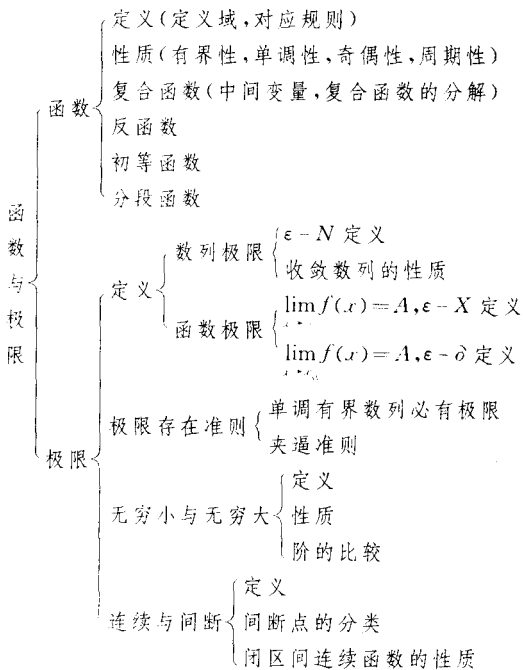 函数与极限
函数
定义(定义域,对应规则)
性质(有界性,单调性,奇偶性,周期性)
复合函数(中间变量,复合函数的分解)
反函数
初等函数
分段函数
极限
定义
数列极限
ε-N 定义
收敛数列的性质
函数极限
lim f(x)=A,ε-X 定义
lim f(x)=A,ε-δ 定义
极限存在准则
单调有界数列必有极限
夹逼准则
无穷小与无穷大
定义
性质
阶的比较
连续与间断
定义
间断点的分类
闭区间连续函数的性质